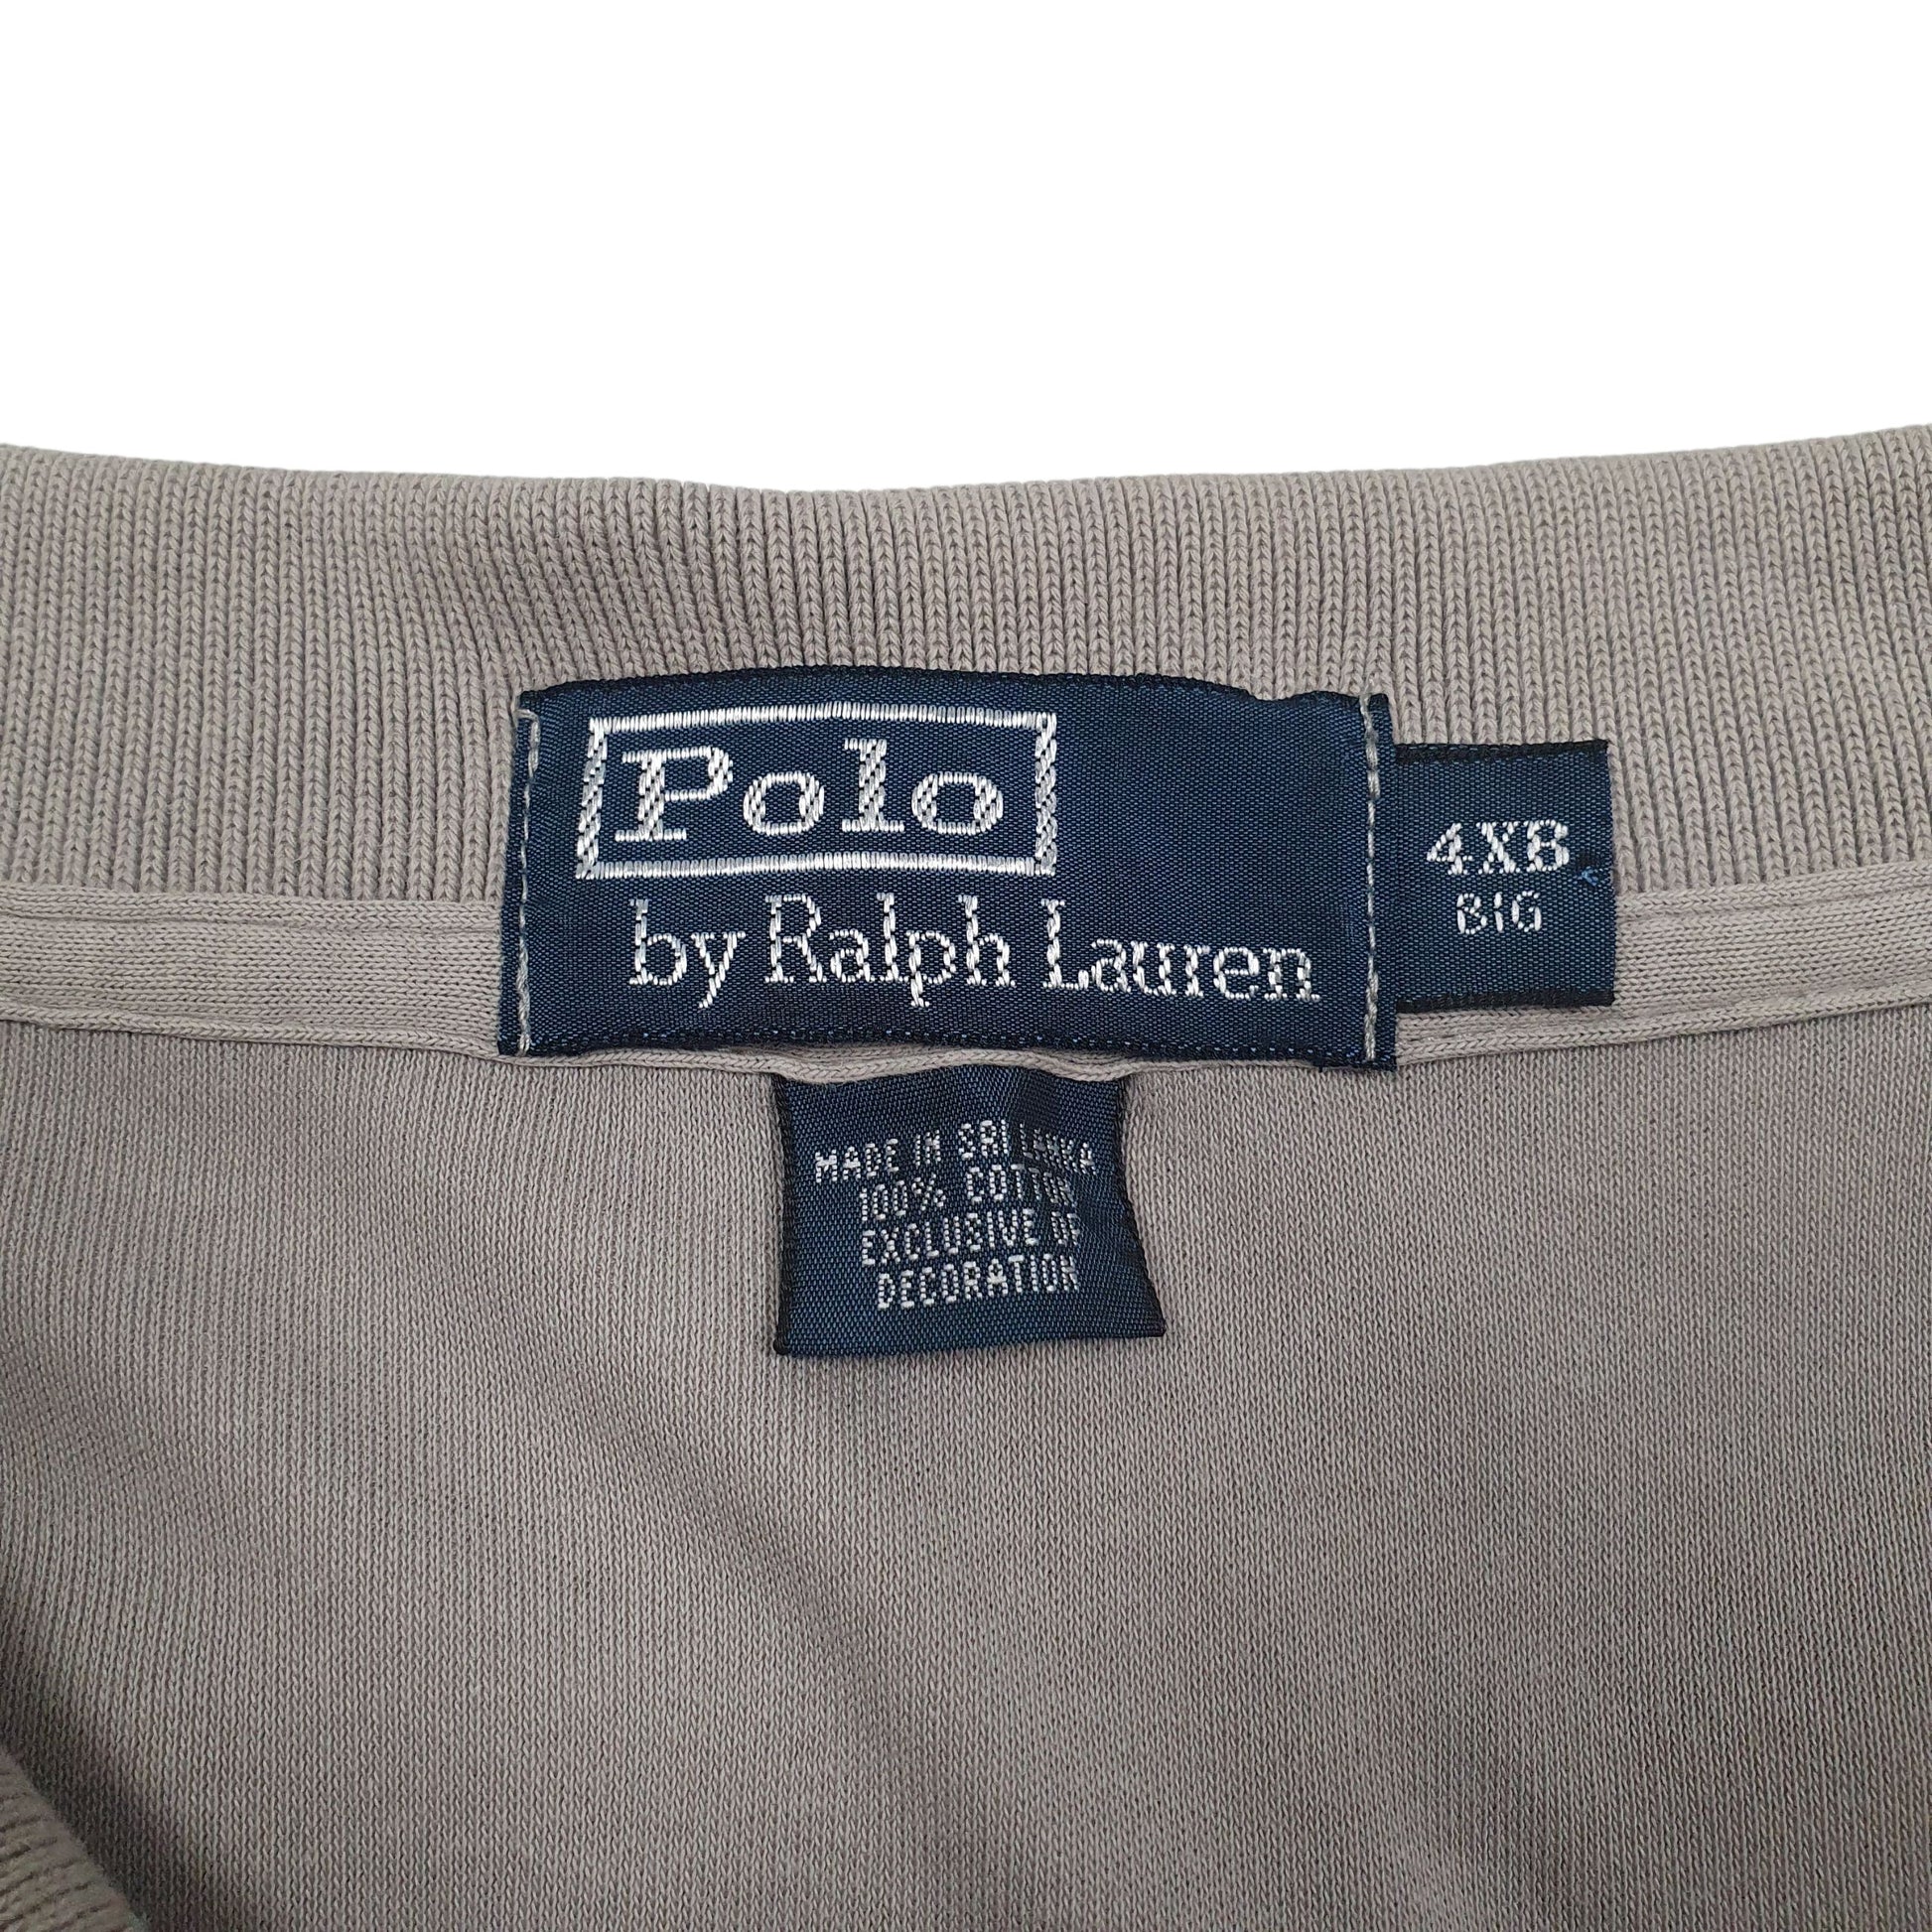 Polo
by Ralph Lauren
4XB
BIG
MADE IN SRI LANKA
100% COTTON
EXCLUSIVE OF
DECORATION